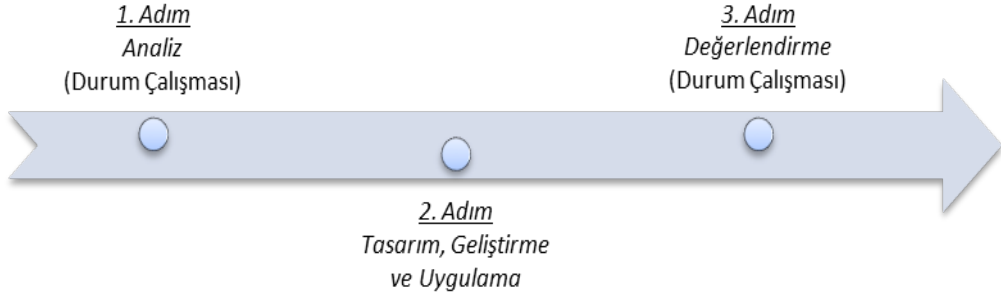 1. Adım
Analiz
(Durum Çalışması)
2. Adım
Tasarım, Geliştirme
ve Uygulama
3. Adım
Değerlendirme
(Durum Çalışması)